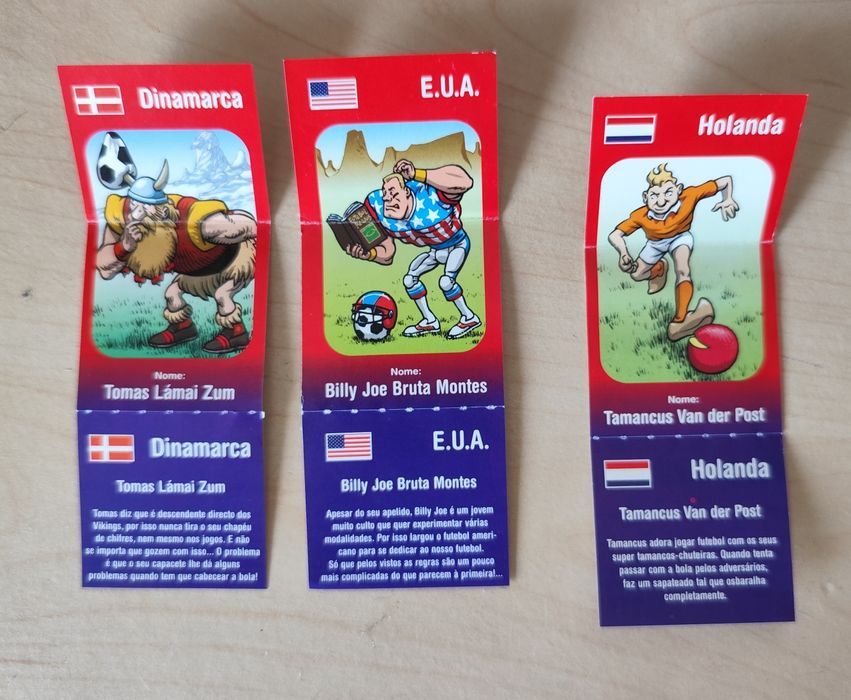 Dinamarca
Nome:
Tomas Lámai Zum
Dinamarca
Tomas Lámai Zum
Tomas diz que é descendente directo dos
Vikings, por isso nunca tira o seu chapéu
de chifres, nem mesmo nos jogos. E não
se importa que gozem com isso... O problema
é que o seu capacete lhe dá alguns
problemas quando tem que cabecear a bola!
E.U.A.
Nome:
Billy Joe Bruta Montes
E.U.A.
Billy Joe Bruta Montes
Apesar do seu apelido, Billy Joe é um jovem
muito culto que quer experimentar várias
modalidades. Por isso largou o futebol ameri-
cano para se dedicar ao nosso futebol.
Só que pelos vistos as regras são um pouco
mais complicadas do que parecem à primeira!...
Holanda
Nome:
Tamancus Van der Post
Holanda
Tamancus Van der Post
Tamancus adora jogar futebol com os seus
super tamancos-chuteiras. Quando tenta
passar com a bola pelos adversários,
faz um sapateado tal que osbaralha
completamente.